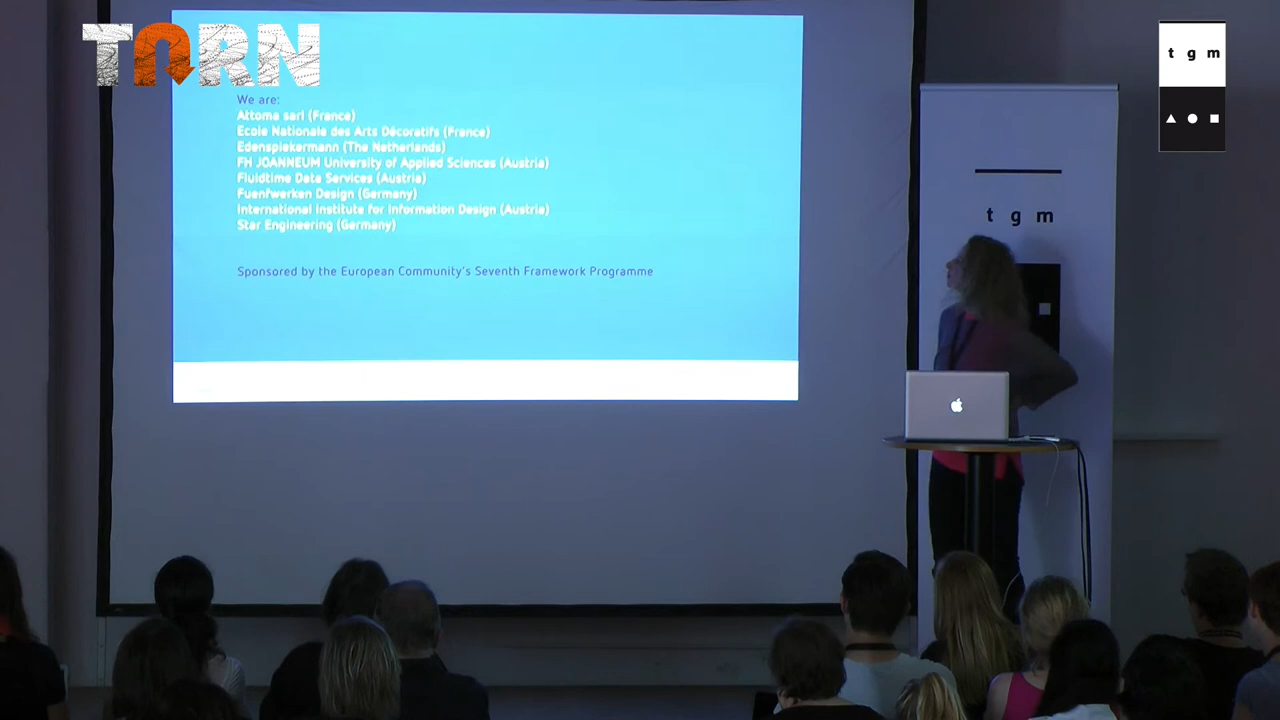 TARN
t g m
We are:
Attoma sarl (France)
Ecole Nationale des Arts Décoratifs (France)
Edenspiekermann (The Netherlands)
FH JOANNEUM University of Applied Sciences (Austria)
Fluidtime Data Services (Austria)
Fuenfwerken Design (Germany)
International Institute for Information Design (Austria)
Star Engineering (Germany)
Sponsored by the European Community's Seventh Framework Programme
t g m